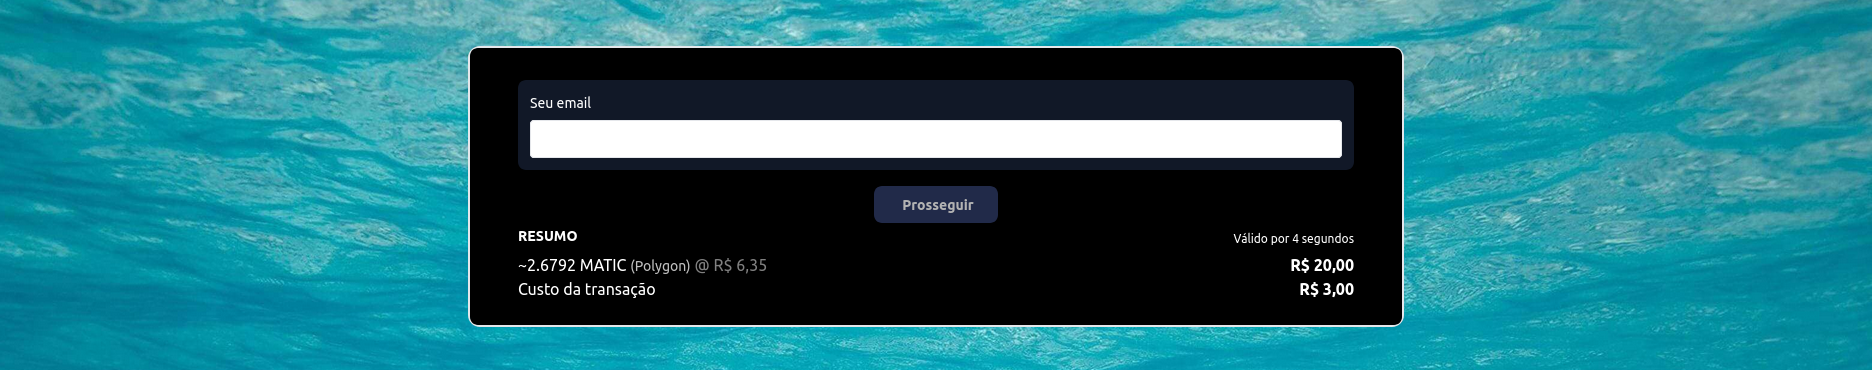 Seu email
Prosseguir
RESUMO Válido por 4 segundos
~2.6792 MATIC (Polygon) @ R$ 6,35 R$ 20,00
Custo da transação R$ 3,00